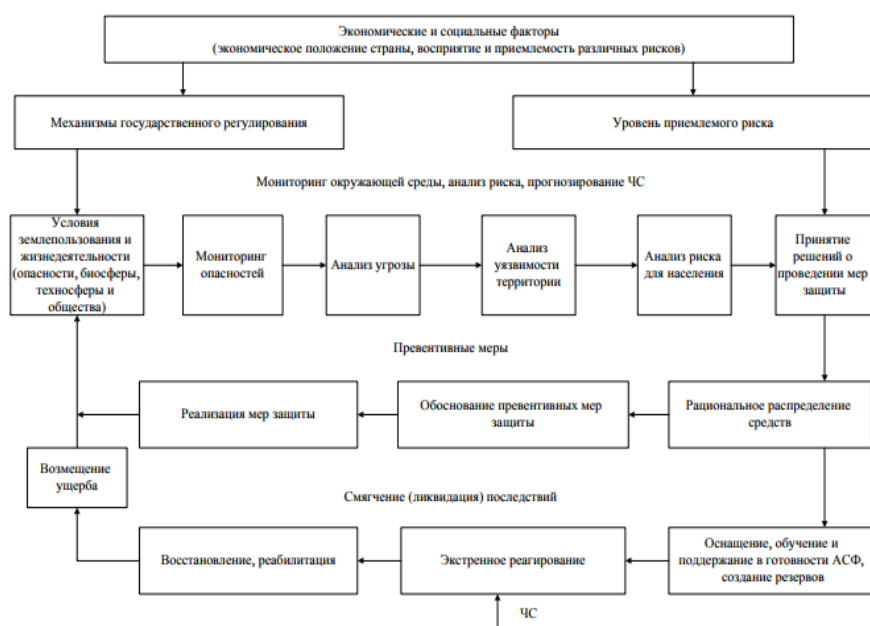 Экономические и социальные факторы
(экономическое положение страны, восприятие и приемлемость различных рисков)
Механизмы государственного регулирования
Уровень приемлемого риска
Мониторинг окружающей среды, анализ риска, прогнозирование ЧС
Условия
землепользования и
жизнедеятельности
(опасности, биосферы,
техносферы и
общества)
Мониторинг
опасностей
Анализ угрозы
Анализ
уязвимости
территории
Анализ риска
для населения
Принятие
решений о
проведении мер
защиты
Превентивные меры
Реализация мер защиты
Обоснование превентивных мер
защиты
Рациональное распределение
средств
Возмещение
ущерба
Смягчение (ликвидация) последствий
Восстановление, реабилитация
Экстренное реагирование
Оснащение, обучение и
поддержание в готовности АСФ,
создание резервов
ЧС